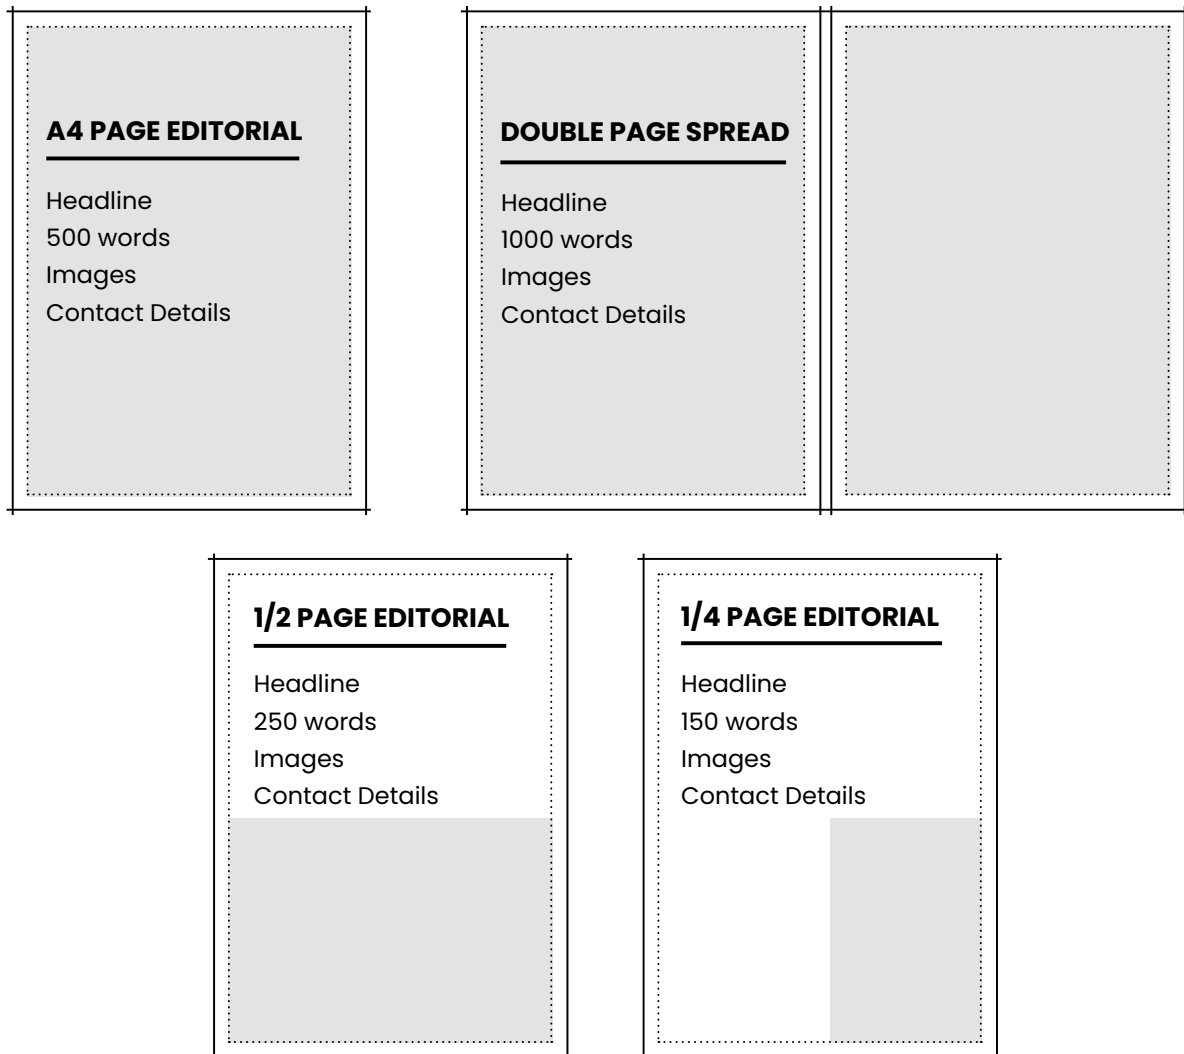 A4 PAGE EDITORIAL
Headline
500 words
Images
Contact Details
DOUBLE PAGE SPREAD
Headline
1000 words
Images
Contact Details
1/2 PAGE EDITORIAL
Headline
250 words
Images
Contact Details
1/4 PAGE EDITORIAL
Headline
150 words
Images
Contact Details